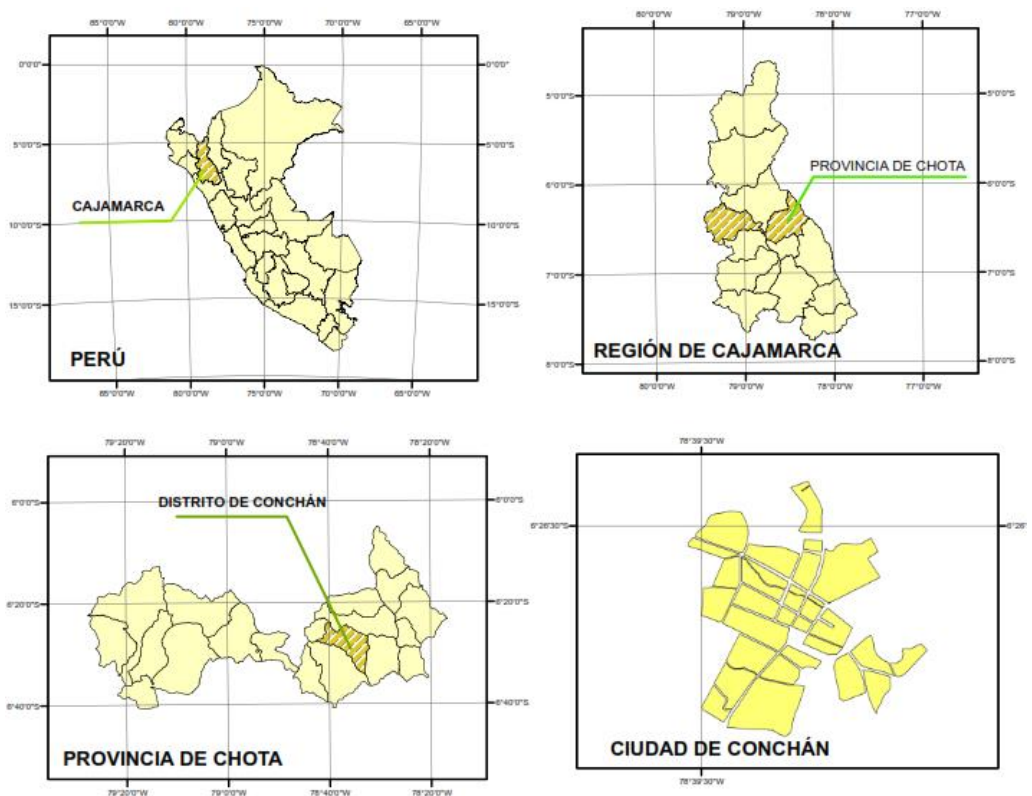 85°0'0"W 80°0'0"W 75°0'0"W 70°0'0"W 65°0'0"W
0°0'0" 0°0'0"S
5°0'0"S 5°0'0"S
CAJAMARCA
10°0'0"S 10°0'0"S
15°0'0"S 15°0'0"S
PERÚ
85°0'0"W 80°0'0"W 75°0'0"W 70°0'0"W 65°0'0"W
80°0'0"W 79°0'0"W 78°0'0"W 77°0'0"W
5°0'0"S 5°0'0"S
PROVINCIA DE CHOTA
6°0'0"S 6°0'0"S
7°0'0"S 7°0'0"S
REGIÓN DE CAJAMARCA
8°0'0"S 8°0'0"S
80°0'0"W 79°0'0"W 78°0'0"W 77°0'0"W
79°20'0"W 79°0'0"W 78°40'0"W 78°20'0"W
DISTRITO DE CONCHÁN
6°0'0"S 6°0'0"S
6°20'0"S 6°20'0"S
6°40'0"S 6°40'0"S
PROVINCIA DE CHOTA
79°20'0"W 79°0'0"W 78°40'0"W 78°20'0"W
78°39'30"W
6°26'30"S 6°26'
CIUDAD DE CONCHÁN
78°39'30"W